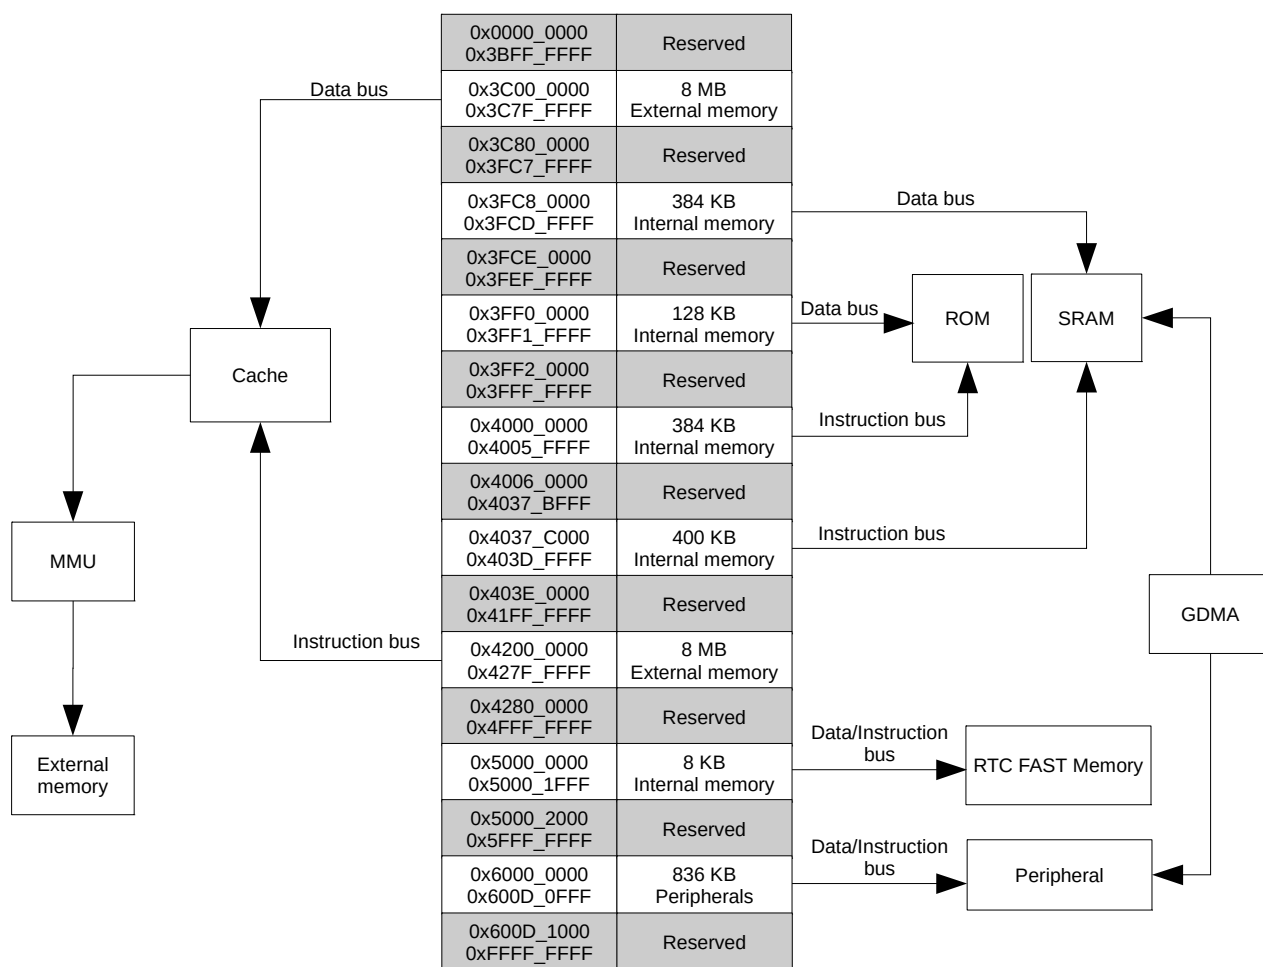 0x0000_0000
0x3BFF_FFFF
Reserved
Data bus
0x3C00_0000
0x3C7F_FFFF
8 MB
External memory
0x3C80_0000
0x3FC7_FFFF
Reserved
0x3FC8_0000
0x3FCD_FFFF
384 KB
Internal memory
Data bus
0x3FCE_0000
0x3FEF_FFFF
Reserved
0x3FF0_0000
0x3FF1_FFFF
128 KB
Internal memory
Data bus
ROM
SRAM
Cache
0x3FF2_0000
0x3FFF_FFFF
Reserved
0x4000_0000
0x4005_FFFF
384 KB
Internal memory
Instruction bus
0x4006_0000
0x4037_BFFF
Reserved
MMU
0x4037_C000
0x403D_FFFF
400 KB
Internal memory
Instruction bus
0x403E_0000
0x41FF_FFFF
Reserved
GDMA
Instruction bus
0x4200_0000
0x427F_FFFF
8 MB
External memory
0x4280_0000
0x4FFF_FFFF
Reserved
External
memory
0x5000_0000
0x5000_1FFF
8 KB
Internal memory
Data/Instruction
bus
RTC FAST Memory
0x5000_2000
0x5FFF_FFFF
Reserved
0x6000_0000
0x600D_0FFF
836 KB
Peripherals
Data/Instruction
bus
Peripheral
0x600D_1000
0xFFFF_FFFF
Reserved